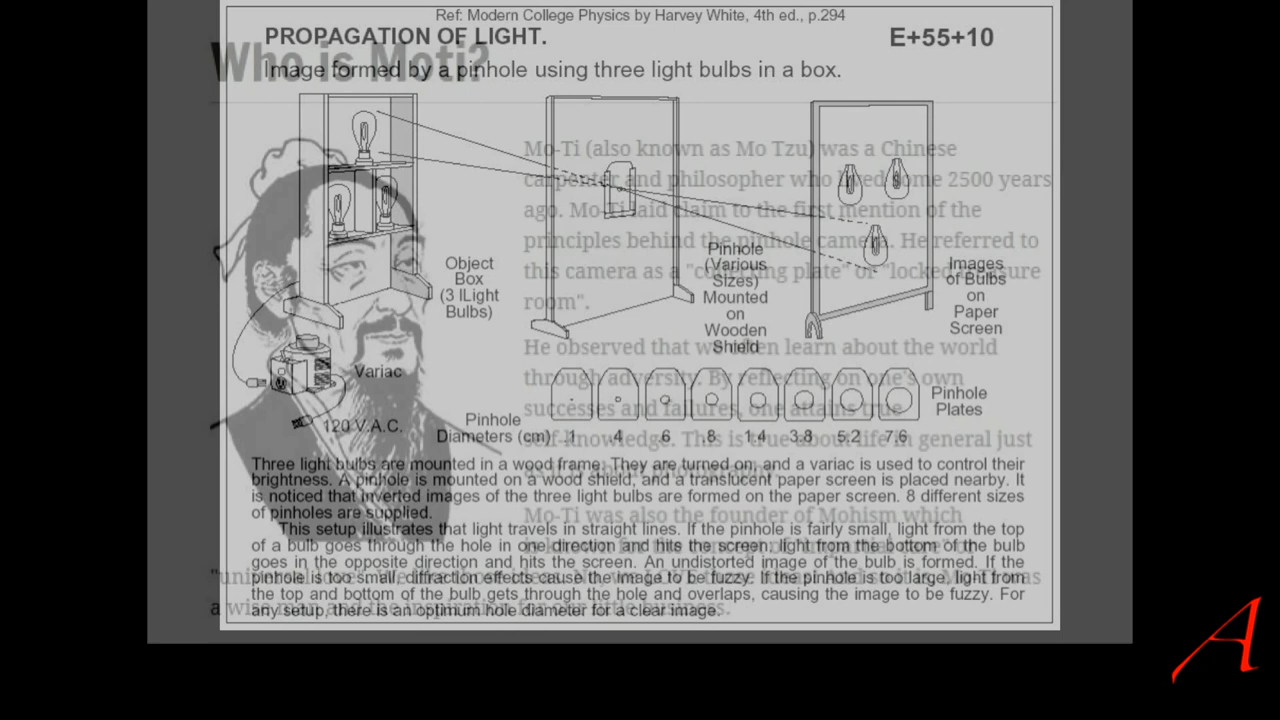 Ref: Modern College Physics by Harvey White, 4th ed., p.294
PROPAGATION OF LIGHT.
E+55+10
Who is Moti?
Image formed by a pinhole using three light bulbs in a box.
Mo-Ti (also known as Mo Tzu) was a Chinese
carpenter and philosopher who lived some 2500 years
ago. Mo-Ti laid claim to the first mention of the
principles behind the pinhole camera. He referred to
this camera as a "collecting plate" or "locked treasure
room".
Object
Box
(3 lLight
Bulbs)
Pinhole
(Various
Sizes)
Mounted
on
Wooden
Shield
Images
of Bulbs
on
Paper
Screen
He observed that we often learn about the world
through adversity. By reflecting on one's own
successes and failures, one attains true
self-knowledge. This is true about life in general just
as it is about photography.
Variac
120 V.A.C.
Pinhole
Plates
Pinhole
Diameters (cm) .1 .4 .6 .8 1.4 3.8 5.2 7.6
Three light bulbs are mounted in a wood frame. They are turned on, and a variac is used to control their
brightness. A pinhole is mounted on a wood shield, and a translucent paper screen is placed nearby. It
is noticed that inverted images of the three light bulbs are formed on the paper screen. 8 different sizes
of pinholes are supplied.
This setup illustrates that light travels in straight lines. If the pinhole is fairly small, light from the top
of a bulb goes through the hole in one direction and hits the screen; light from the bottom of the bulb
goes in the opposite direction and hits the screen. An undistorted image of the bulb is formed. If the
pinhole is too small, diffraction effects cause the image to be fuzzy. If the pinhole is too large, light from
the top and bottom of the bulb gets through the hole and overlaps, causing the image to be fuzzy. For
any setup, there is an optimum hole diameter for a clear image.
Mo-Ti was also the founder of Mohism which
a wise man and the inspiration for our little business.
A